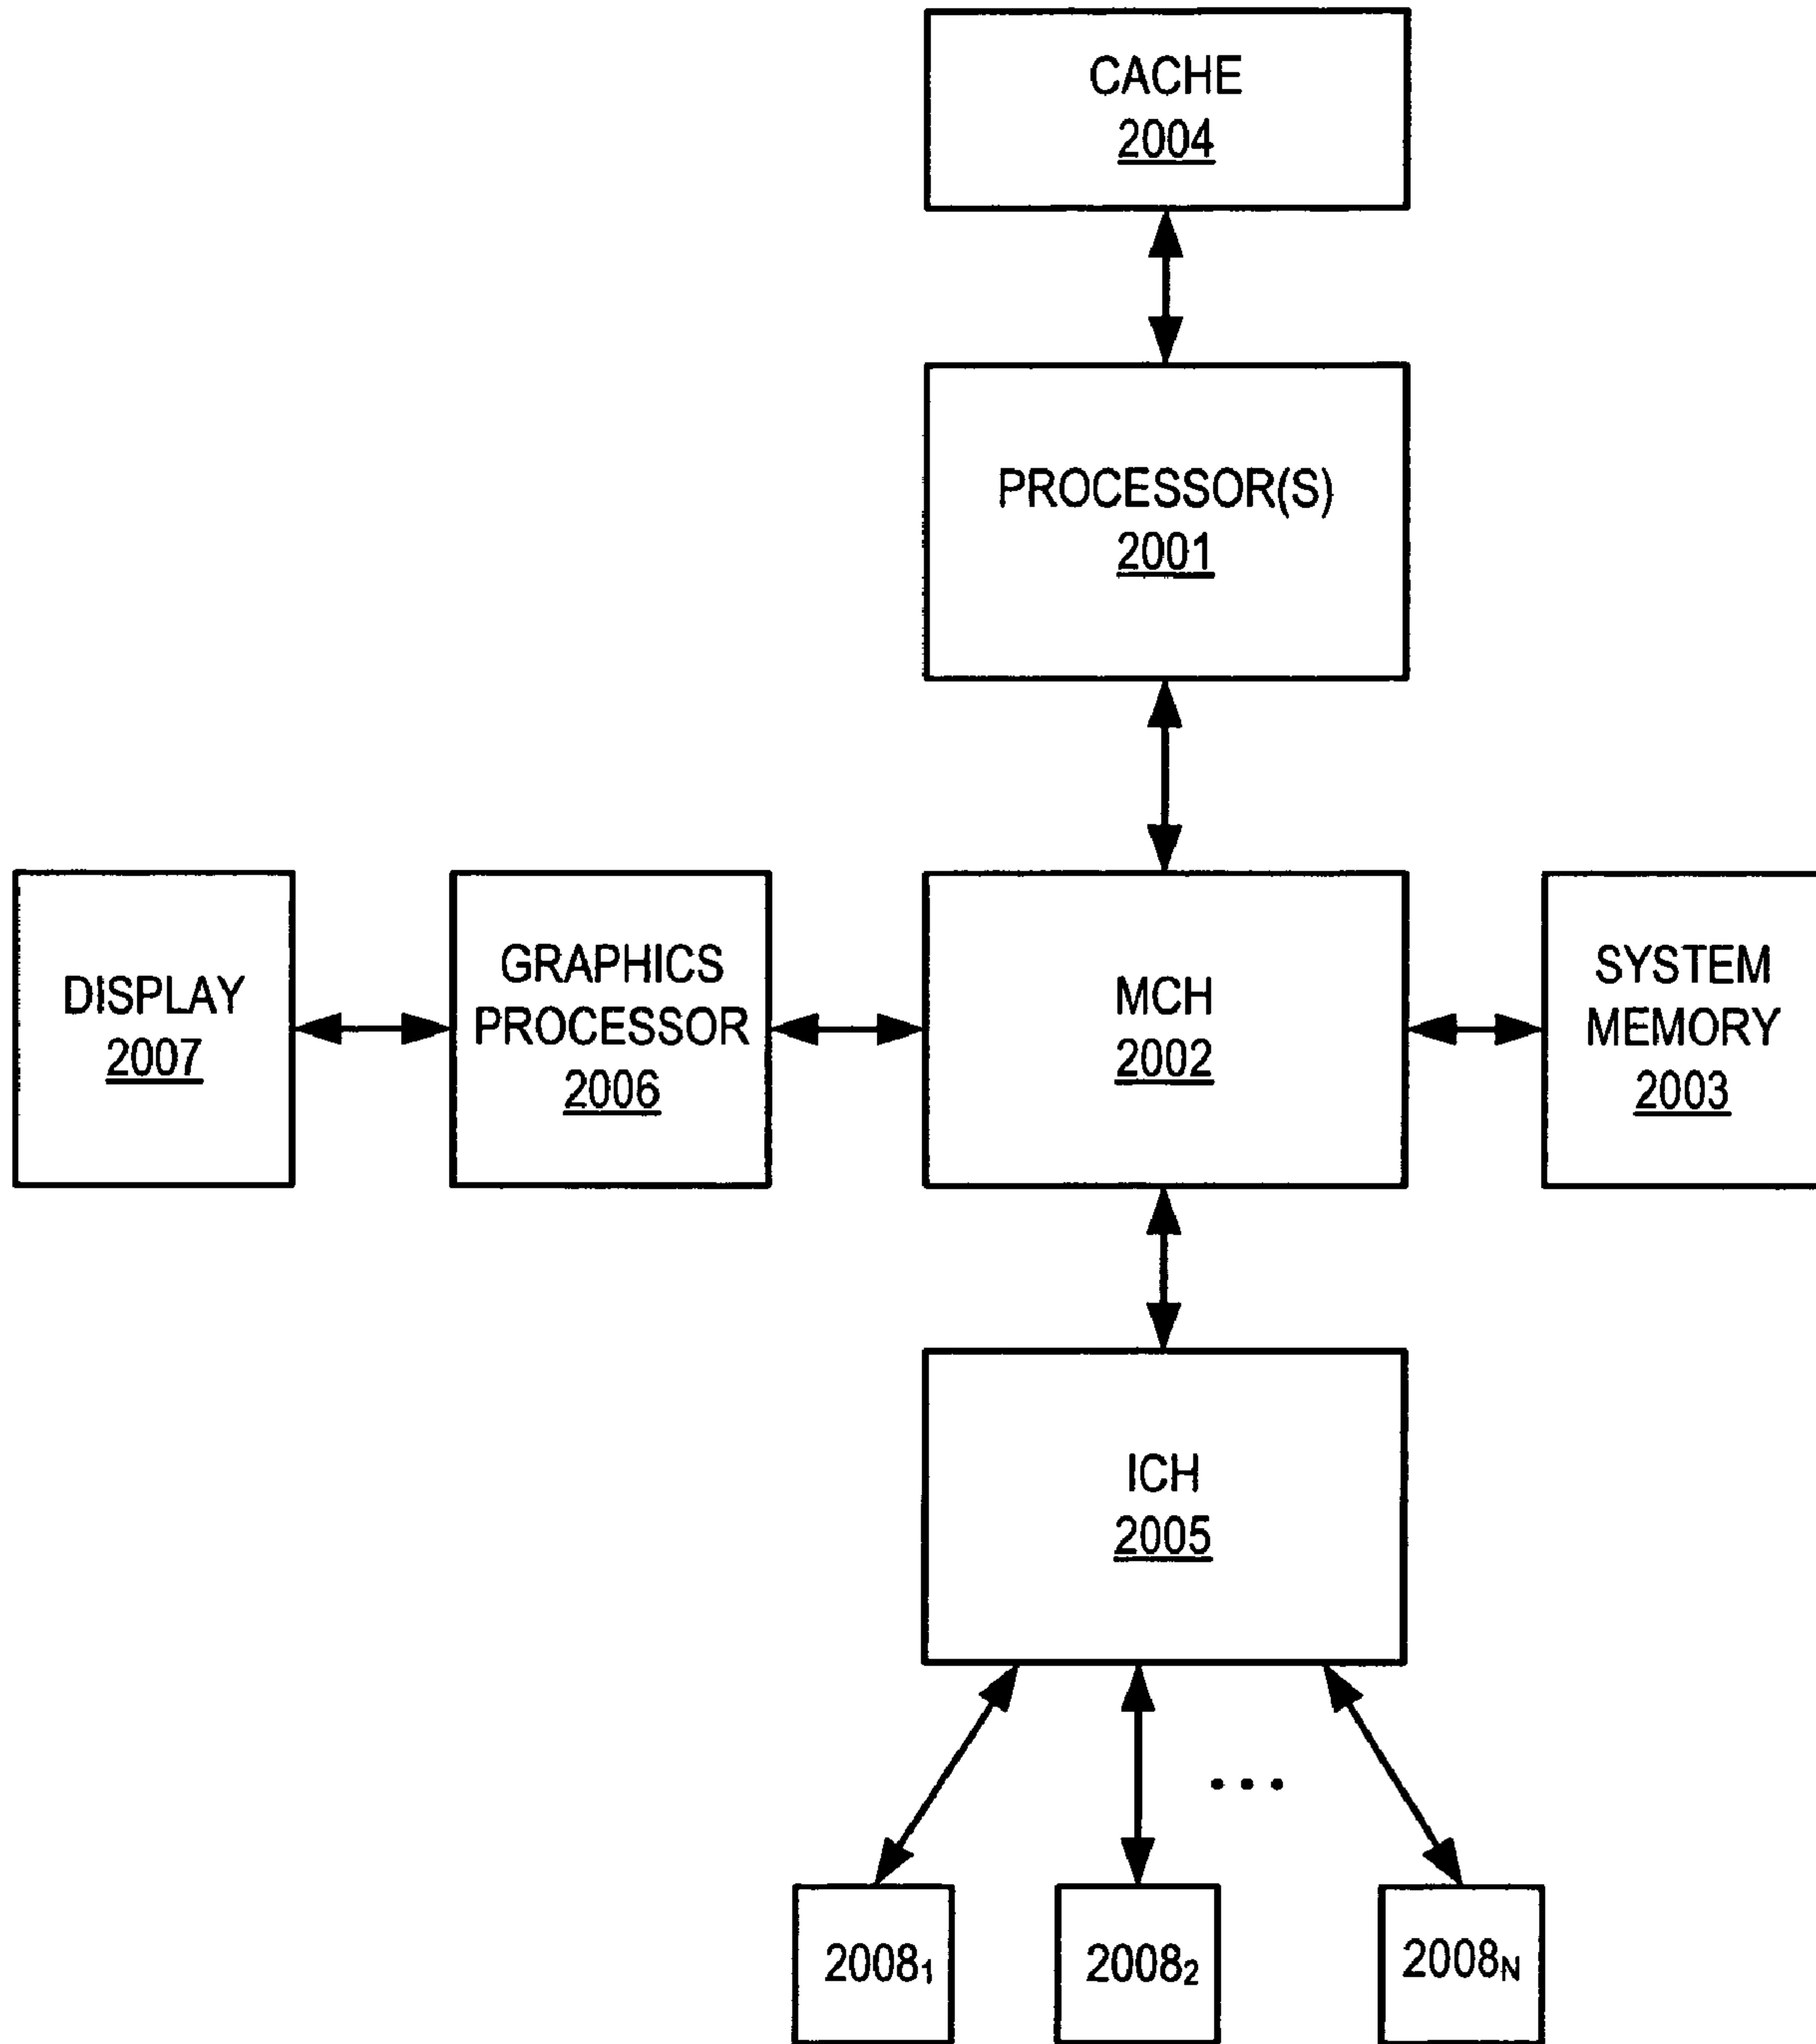 CACHE
2004
PROCESSOR(S)
2001
DISPLAY
2007
GRAPHICS
PROCESSOR
2006
MCH
2002
SYSTEM
MEMORY
2003
ICH
2005
...
2008₁
2008₂
2008N